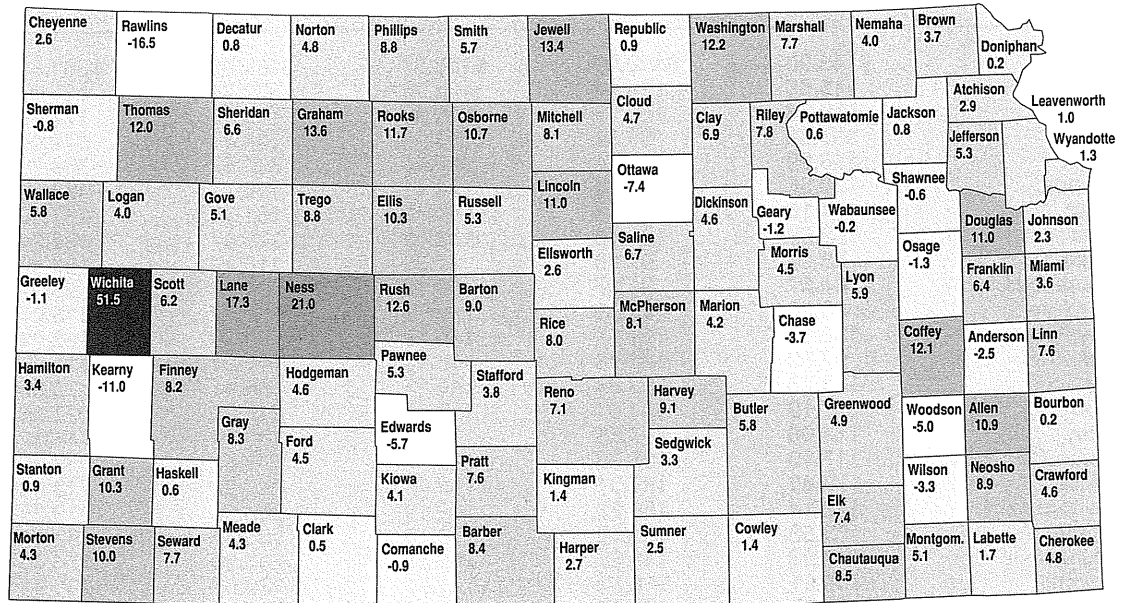 Cheyenne
2.6
Rawlins
-16.5
Decatur
0.8
Norton
4.8
Phillips
8.8
Smith
5.7
Jewell
13.4
Republic
0.9
Washington
12.2
Marshall
7.7
Nemaha
4.0
Brown
3.7
Doniphan
0.2
Sherman
-0.8
Thomas
12.0
Sheridan
6.6
Graham
13.6
Rooks
11.7
Osborne
10.7
Mitchell
8.1
Cloud
4.7
Clay
6.9
Riley
7.8
Pottawatomie
0.6
Jackson
0.8
Atchison
2.9
Leavenworth
1.0
Jefferson
5.3
Wyandotte
1.3
Wallace
5.8
Logan
4.0
Gove
5.1
Trego
8.8
Ellis
10.3
Russell
5.3
Lincoln
11.0
Ottawa
-7.4
Saline
6.7
Dickinson
4.6
Geary
-1.2
Wabaunsee
-0.2
Shawnee
-0.6
Douglas
11.0
Johnson
2.3
Greeley
-1.1
Wichita
51.5
Scott
6.2
Lane
17.3
Ness
21.0
Rush
12.6
Barton
9.0
Ellsworth
2.6
Rice
8.0
McPherson
8.1
Marion
4.2
Morris
4.5
Chase
-3.7
Lyon
5.9
Osage
-1.3
Franklin
6.4
Miami
3.6
Coffey
12.1
Anderson
-2.5
Linn
7.6
Hamilton
3.4
Kearny
-11.0
Finney
8.2
Gray
8.3
Hodgeman
4.6
Ford
4.5
Pawnee
5.3
Edwards
-5.7
Stafford
3.8
Reno
7.1
Harvey
9.1
Sedgwick
3.3
Butler
5.8
Greenwood
4.9
Woodson
-5.0
Allen
10.9
Bourbon
0.2
Stanton
0.9
Grant
10.3
Haskell
0.6
Kiowa
4.1
Pratt
7.6
Kingman
1.4
Elk
7.4
Wilson
-3.3
Neosho
8.9
Crawford
4.6
Morton
4.3
Stevens
10.0
Seward
7.7
Meade
4.3
Clark
0.5
Comanche
-0.9
Barber
8.4
Harper
2.7
Sumner
2.5
Cowley
1.4
Chautauqua
8.5
Montgom.
5.1
Labette
1.7
Cherokee
4.8